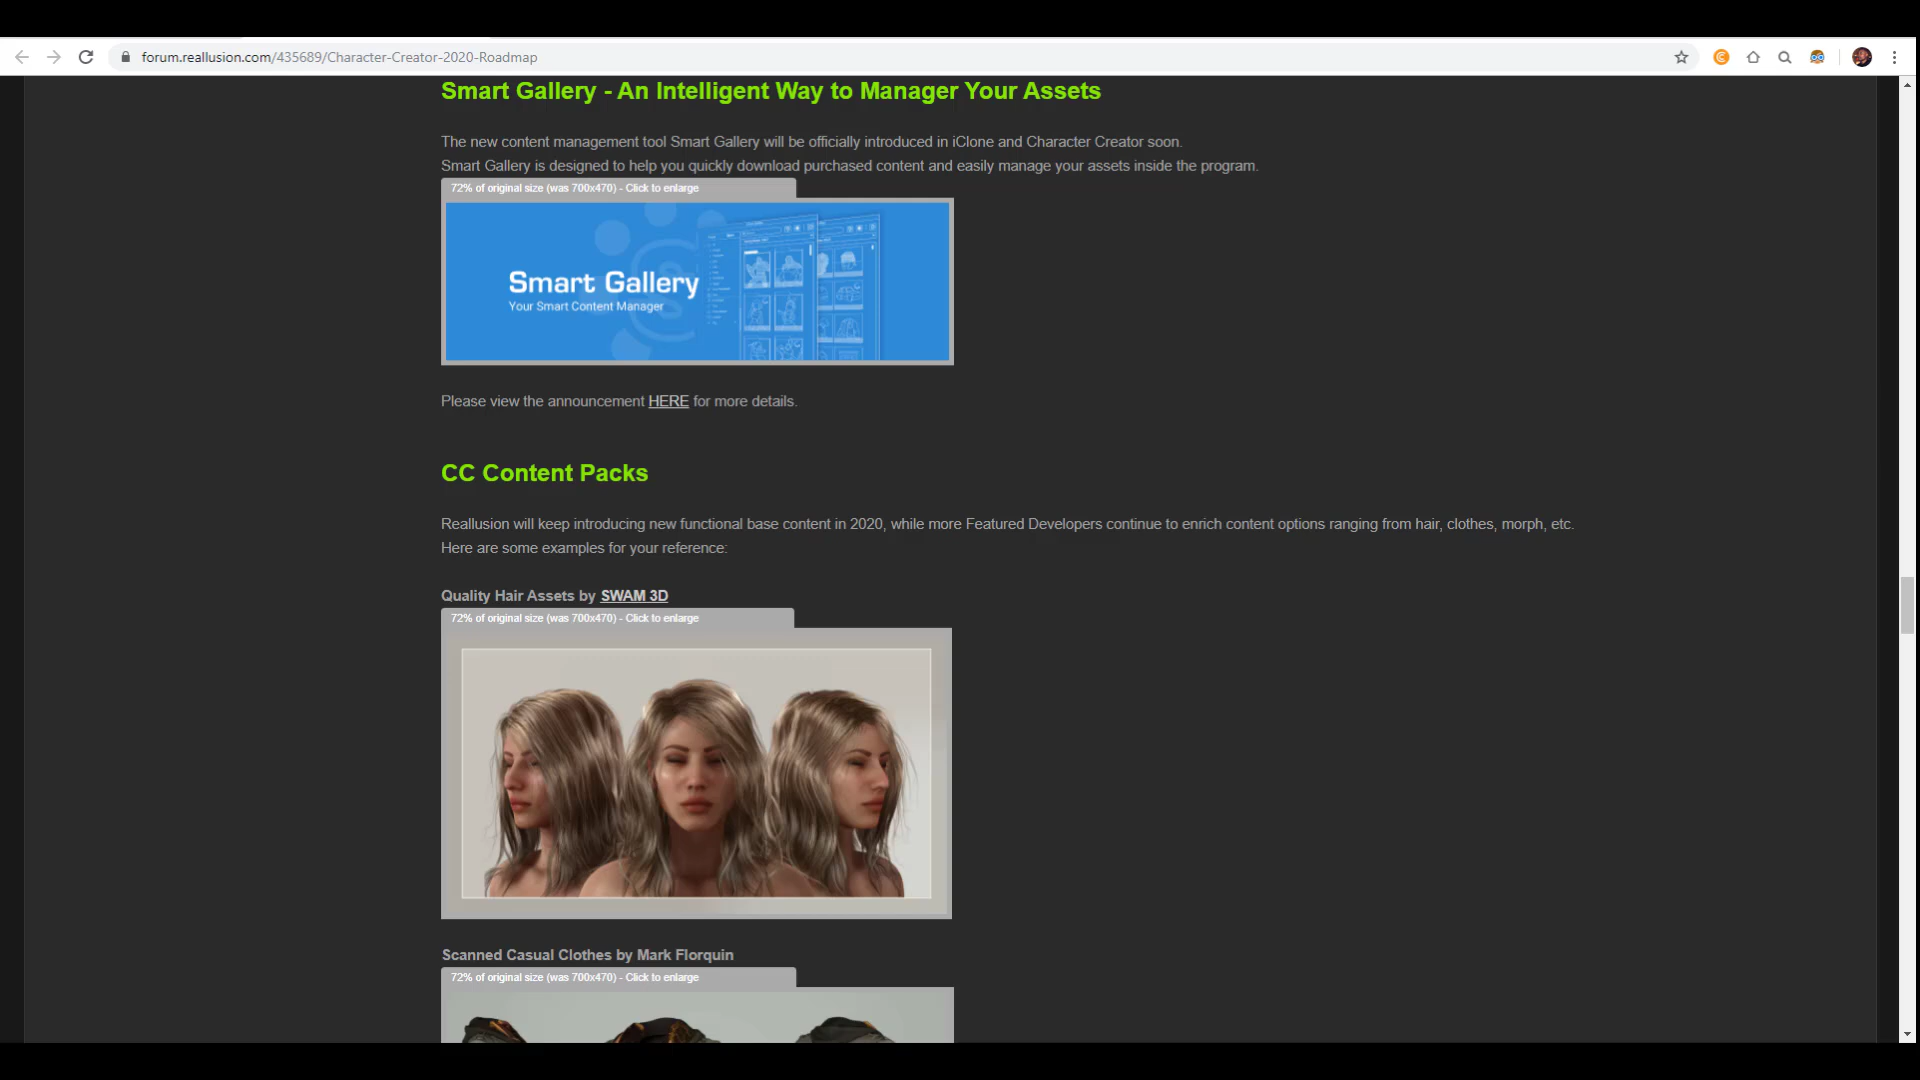 forum.reallusion.com/435689/Character-Creator-2020-Roadmap
Smart Gallery - An Intelligent Way to Manager Your Assets
The new content management tool Smart Gallery will be officially introduced in iClone and Character Creator soon.
Smart Gallery is designed to help you quickly download purchased content and easily manage your assets inside the program.
72% of original size (was 700x470) - Click to enlarge
Smart Gallery
Your Smart Content Manager
Please view the announcement HERE for more details.
CC Content Packs
Reallusion will keep introducing new functional base content in 2020, while more Featured Developers continue to enrich content options ranging from hair, clothes, morph, etc.
Here are some examples for your reference:
Quality Hair Assets by SWAM 3D
72% of original size (was 700x470) - Click to enlarge
Scanned Casual Clothes by Mark Florquin
72% of original size (was 700x470) - Click to enlarge